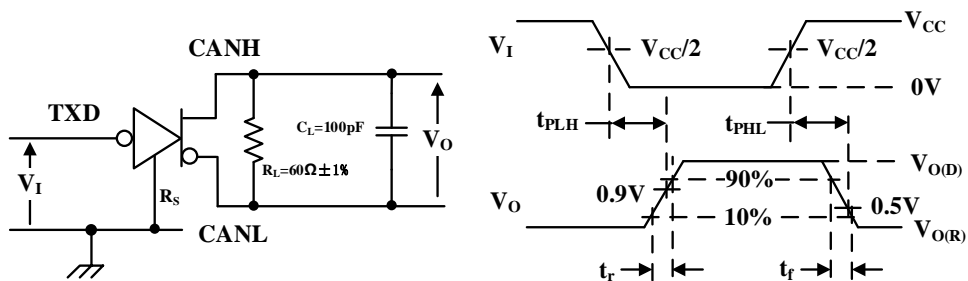 CANH
TXD
V_I
R_S
R_L=60Ω±1%
C_L=100pF
V_O
CANL
V_I
V_CC/2
V_CC/2
V_CC
0V
t_PLH
t_PHL
V_O
0.9V
90%
10%
0.5V
V_O(D)
V_O(R)
t_r
t_f